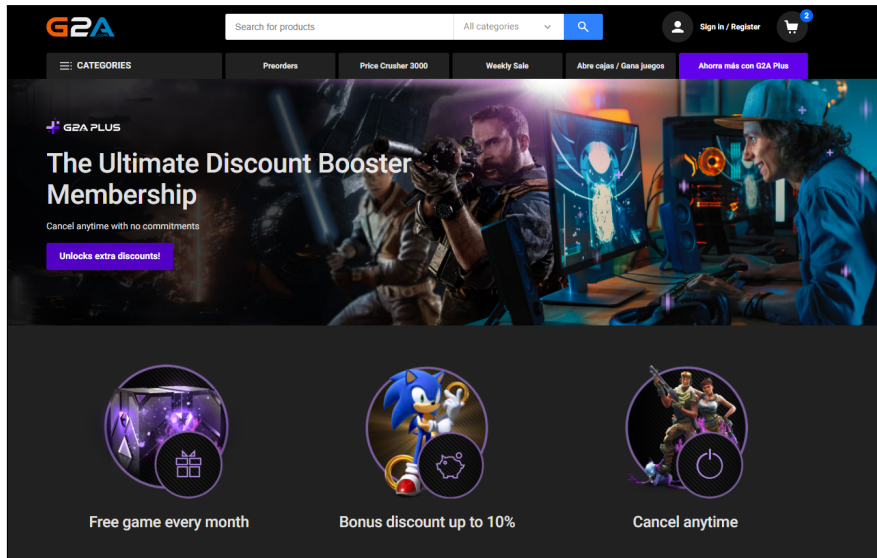 G2A.COM
Search for products
All categories
Sign in / Register
2
CATEGORIES
Preorders
Price Crusher 3000
Weekly Sale
Abre cajas / Gana juegos
Ahorra más con G2A Plus
G2A PLUS
The Ultimate Discount Booster
Membership
Cancel anytime with no commitments
Unlocks extra discounts!
Free game every month
Bonus discount up to 10%
Cancel anytime